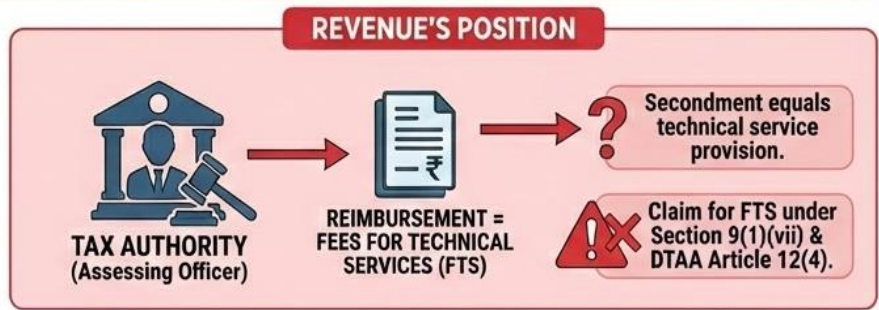 REVENUE'S POSITION
TAX AUTHORITY
(Assessing Officer)
₹
REIMBURSEMENT =
FEES FOR TECHNICAL
SERVICES (FTS)
?
Secondment equals
technical service
provision.
!
Claim for FTS under
Section 9(1)(vii) &
DTAA Article 12(4).